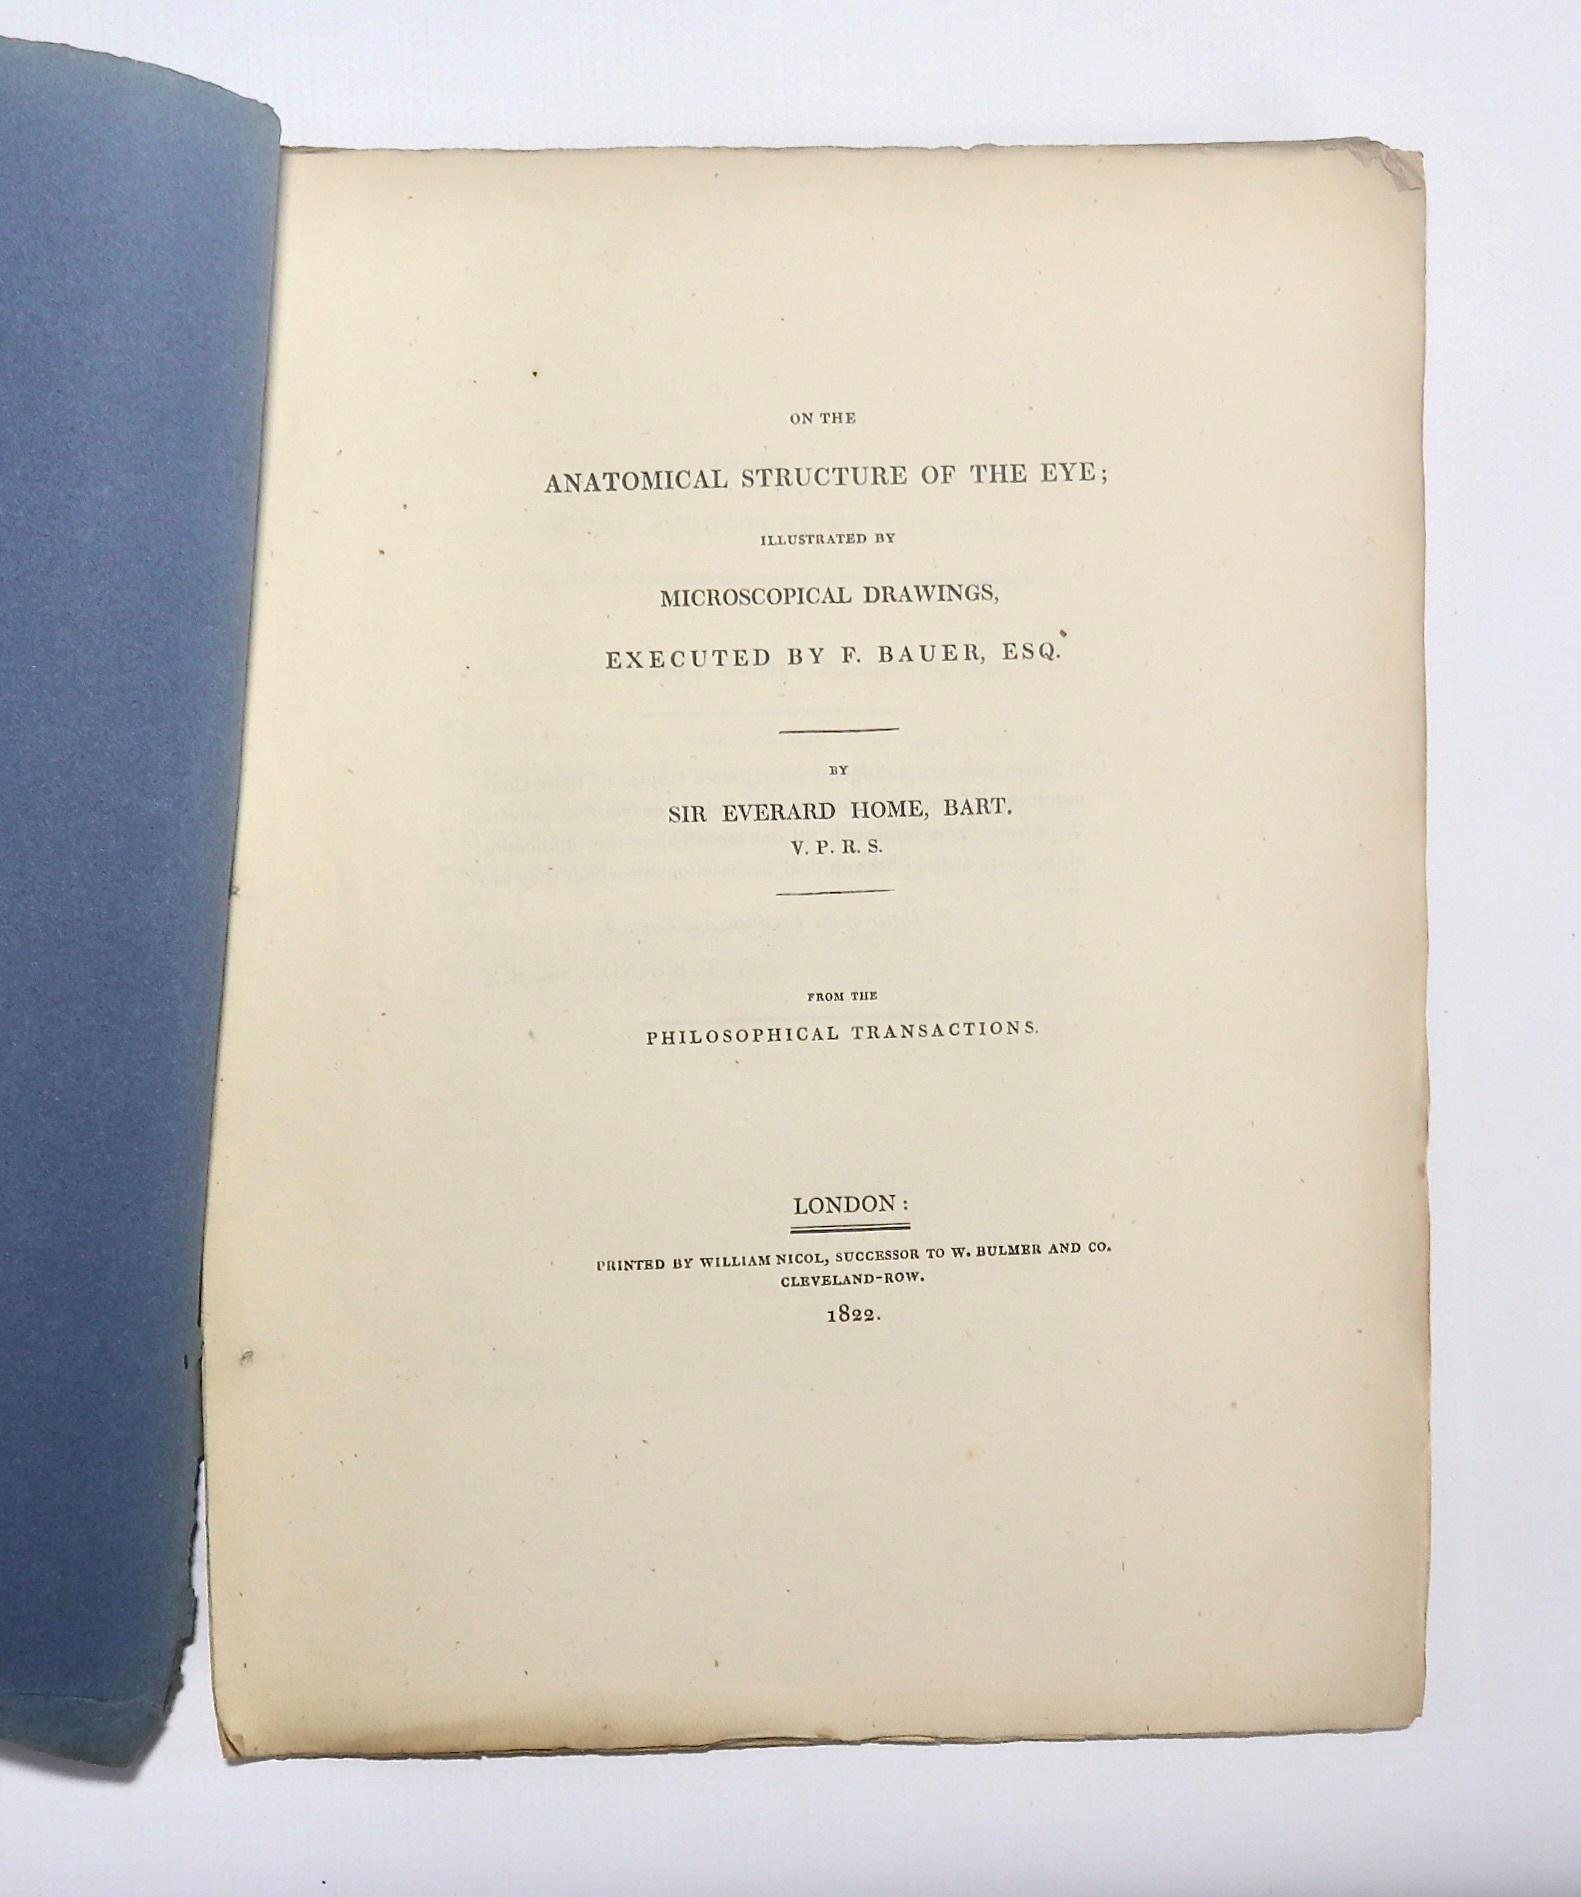 ON THE
ANATOMICAL STRUCTURE OF THE EYE;
ILLUSTRATED BY
MICROSCOPICAL DRAWINGS,
EXECUTED BY F. BAUER, ESQ.
BY
SIR EVERARD HOME, BART.
V. P. R. S.
FROM THE
PHILOSOPHICAL TRANSACTIONS.
LONDON:
PRINTED BY WILLIAM NICOL, SUCCESSOR TO W. BULMER AND CO.
CLEVELAND-ROW.
1822.